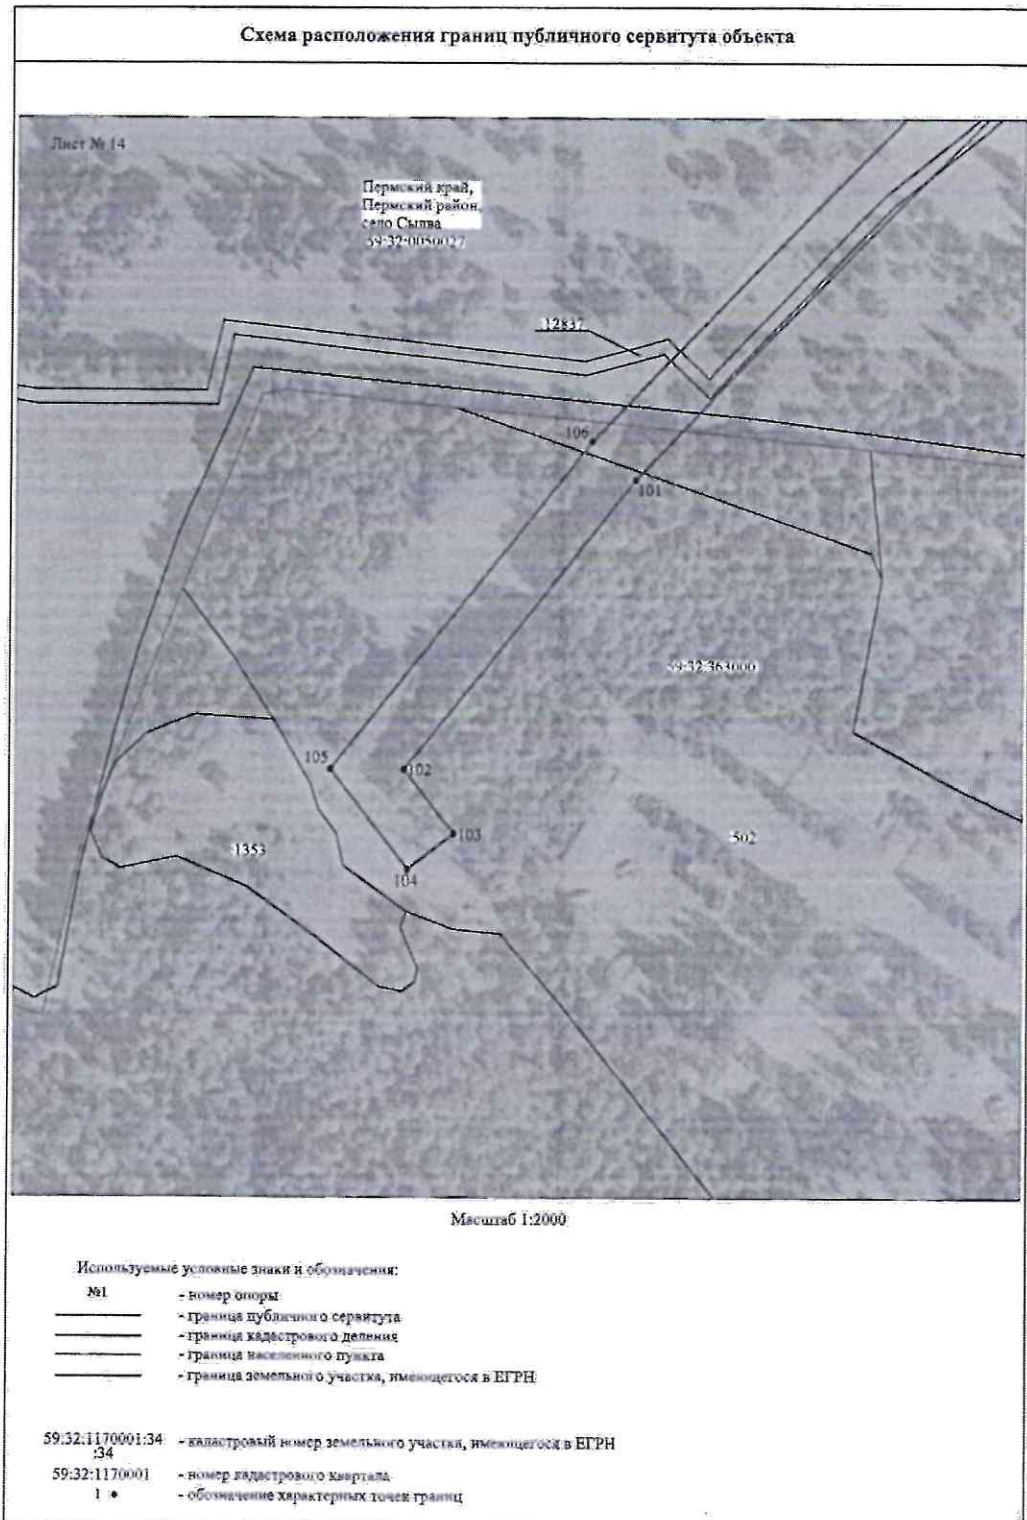 Схема расположения границ публичного сервитута объекта
Лист № 14
Пермский край,
Пермский район,
село Сылва
59:32:0050027
12837
106
101
59:32:363000
105
102
103
1353
502
104
Масштаб 1:2000
Используемые условные знаки и обозначения:
№1 - номер опоры
- граница публичного сервитута
- граница кадастрового деления
- граница населенного пункта
- граница земельного участка, имеющегося в ЕГРН
59:32:1170001:34 - кадастровый номер земельного участка, имеющегося в ЕГРН
:34
59:32:1170001 - номер кадастрового квартала
1 • - обозначение характерных точек границ